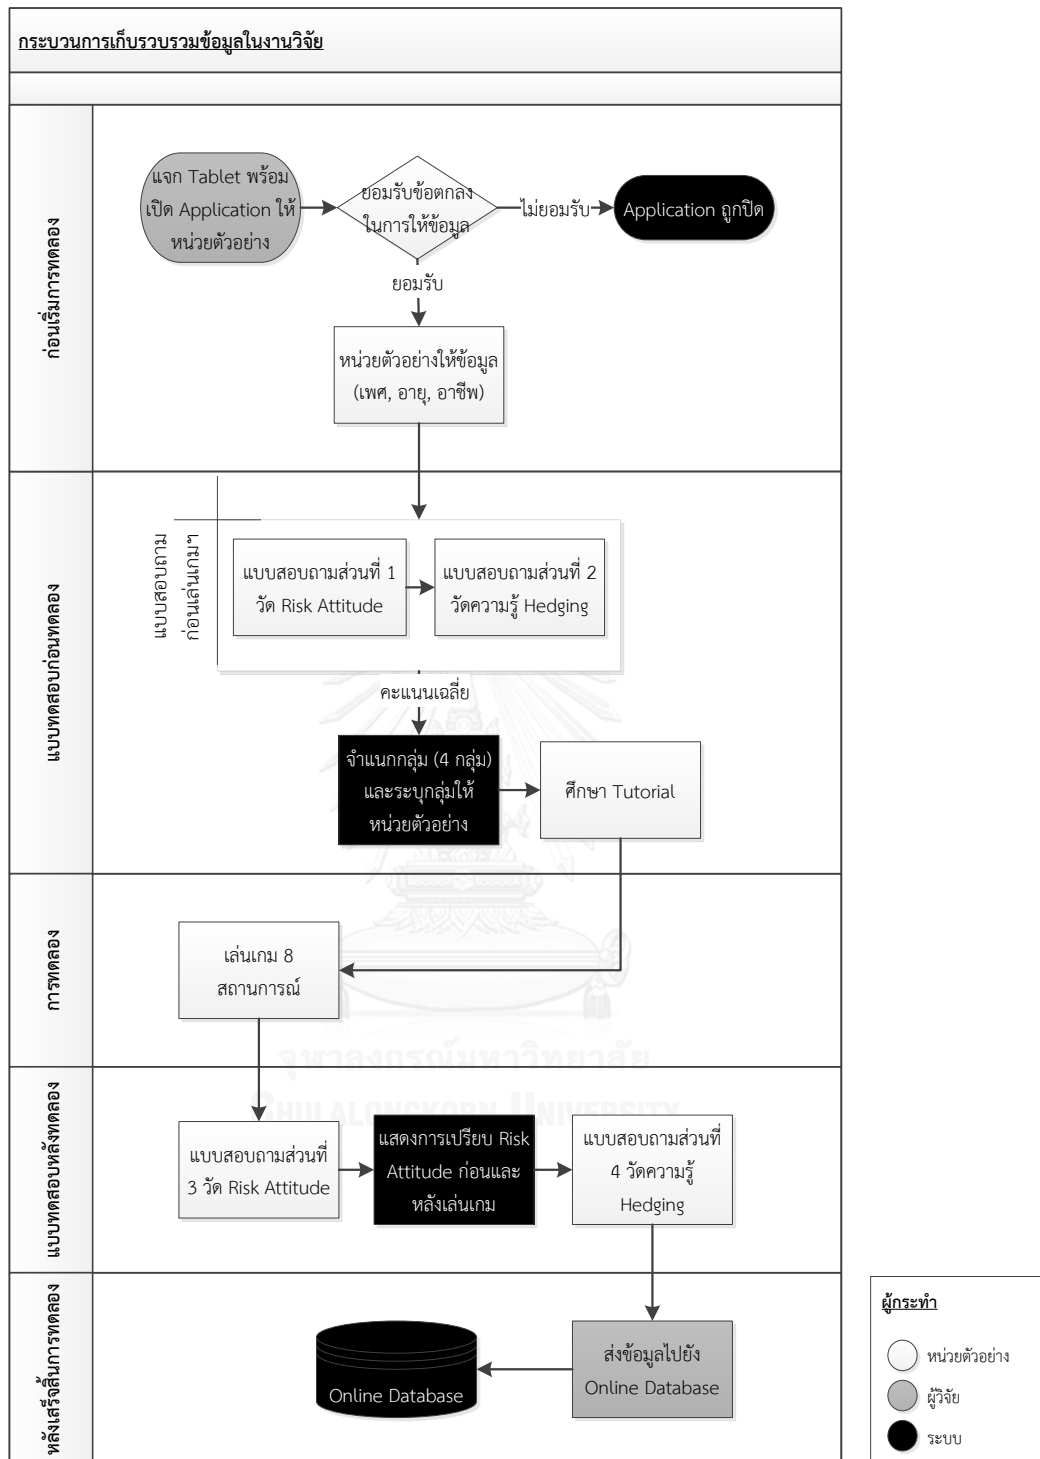 กระบวนการเก็บรวบรวมข้อมูลในงานวิจัย
ก่อนเริ่มการทดลอง
แจก Tablet พร้อม
เปิด Application ให้
หน่วยตัวอย่าง
ยอมรับข้อตกลง
ในการให้ข้อมูล
ไม่ยอมรับ
Application ถูกปิด
ยอมรับ
หน่วยตัวอย่างให้ข้อมูล
(เพศ, อายุ, อาชีพ)
แบบทดสอบก่อนทดลอง
แบบสอบถาม
ก่อนเล่นเกมฯ
แบบสอบถามส่วนที่ 1
วัด Risk Attitude
แบบสอบถามส่วนที่ 2
วัดความรู้ Hedging
คะแนนเฉลี่ย
จำแนกกลุ่ม (4 กลุ่ม)
และระบุกลุ่มให้
หน่วยตัวอย่าง
ศึกษา Tutorial
การทดลอง
เล่นเกม 8
สถานการณ์
จุฬาลงกรณ์มหาวิทยาลัย
CHULALONGKORN UNIVERSITY
แบบทดสอบหลังทดลอง
แบบสอบถามส่วนที่
3 วัด Risk Attitude
แสดงการเปรียบ Risk
Attitude ก่อนและ
หลังเล่นเกม
แบบสอบถามส่วนที่
4 วัดความรู้
Hedging
หลังเสร็จสิ้นการทดลอง
Online Database
ส่งข้อมูลไปยัง
Online Database
ผู้กระทำ
หน่วยตัวอย่าง
ผู้วิจัย
ระบบ